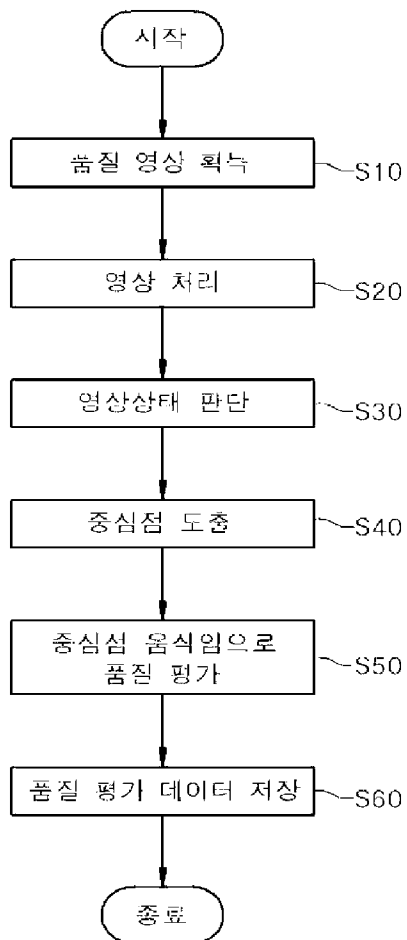 시작
품질 영상 획득
S10
영상 처리
S20
영상상태 판단
S30
중심점 도출
S40
중심점 움직임으로
품질 평가
S50
품질 평가 데이터 저장
S60
종료